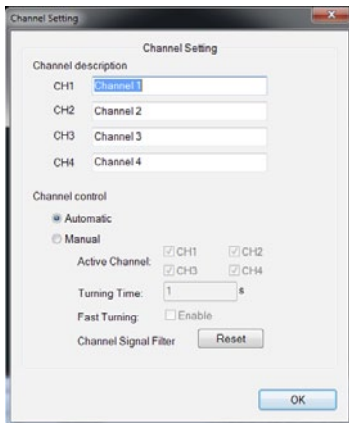 Channel Setting
Channel Setting
Channel description
CH1 Channel 1
CH2 Channel 2
CH3 Channel 3
CH4 Channel 4
Channel control
Automatic
Manual
Active Channel: CH1 CH2
CH3 CH4
Turning Time: 1 s
Fast Turning: Enable
Channel Signal Filter Reset
OK